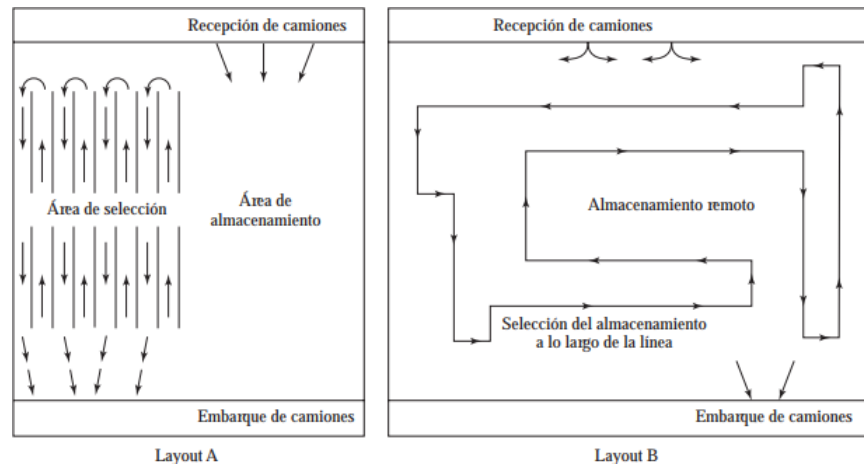 Recepción de camiones
Área de selección
Área de
almacenamiento
Embarque de camiones
Layout A
Recepción de camiones
Almacenamiento remoto
Selección del almacenamiento
a lo largo de la línea
Embarque de camiones
Layout B